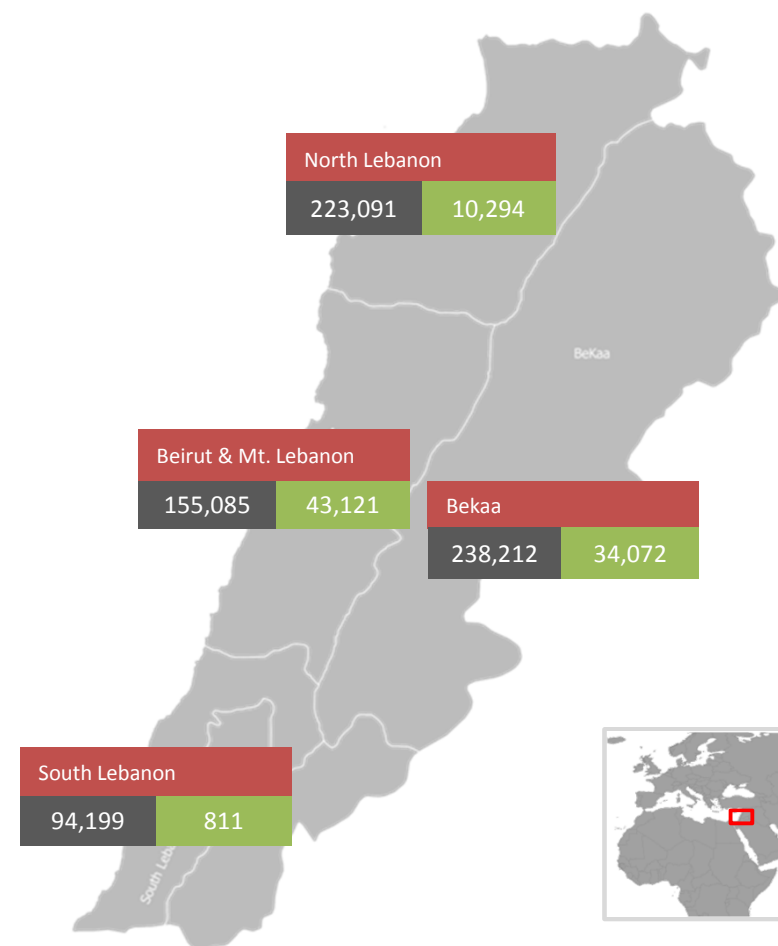 North Lebanon
223,091 10,294
BeKaa
Beirut & Mt. Lebanon
155,085 43,121
Bekaa
238,212 34,072
South Lebanon
94,199 811
South